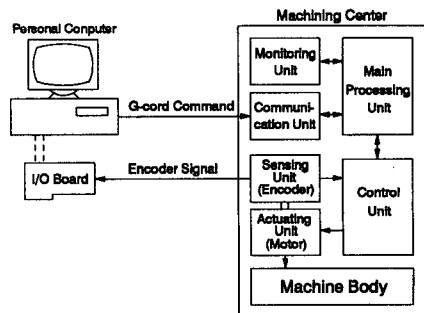 Machining Center
Personal Computer
Monitoring
Unit
Main
Processing
Unit
G-cord Command
Communi-
cation Unit
Encoder Signal
Sensing
Unit
(Encoder)
I/O Board
Control
Unit
Actuating
Unit
(Motor)
Machine Body